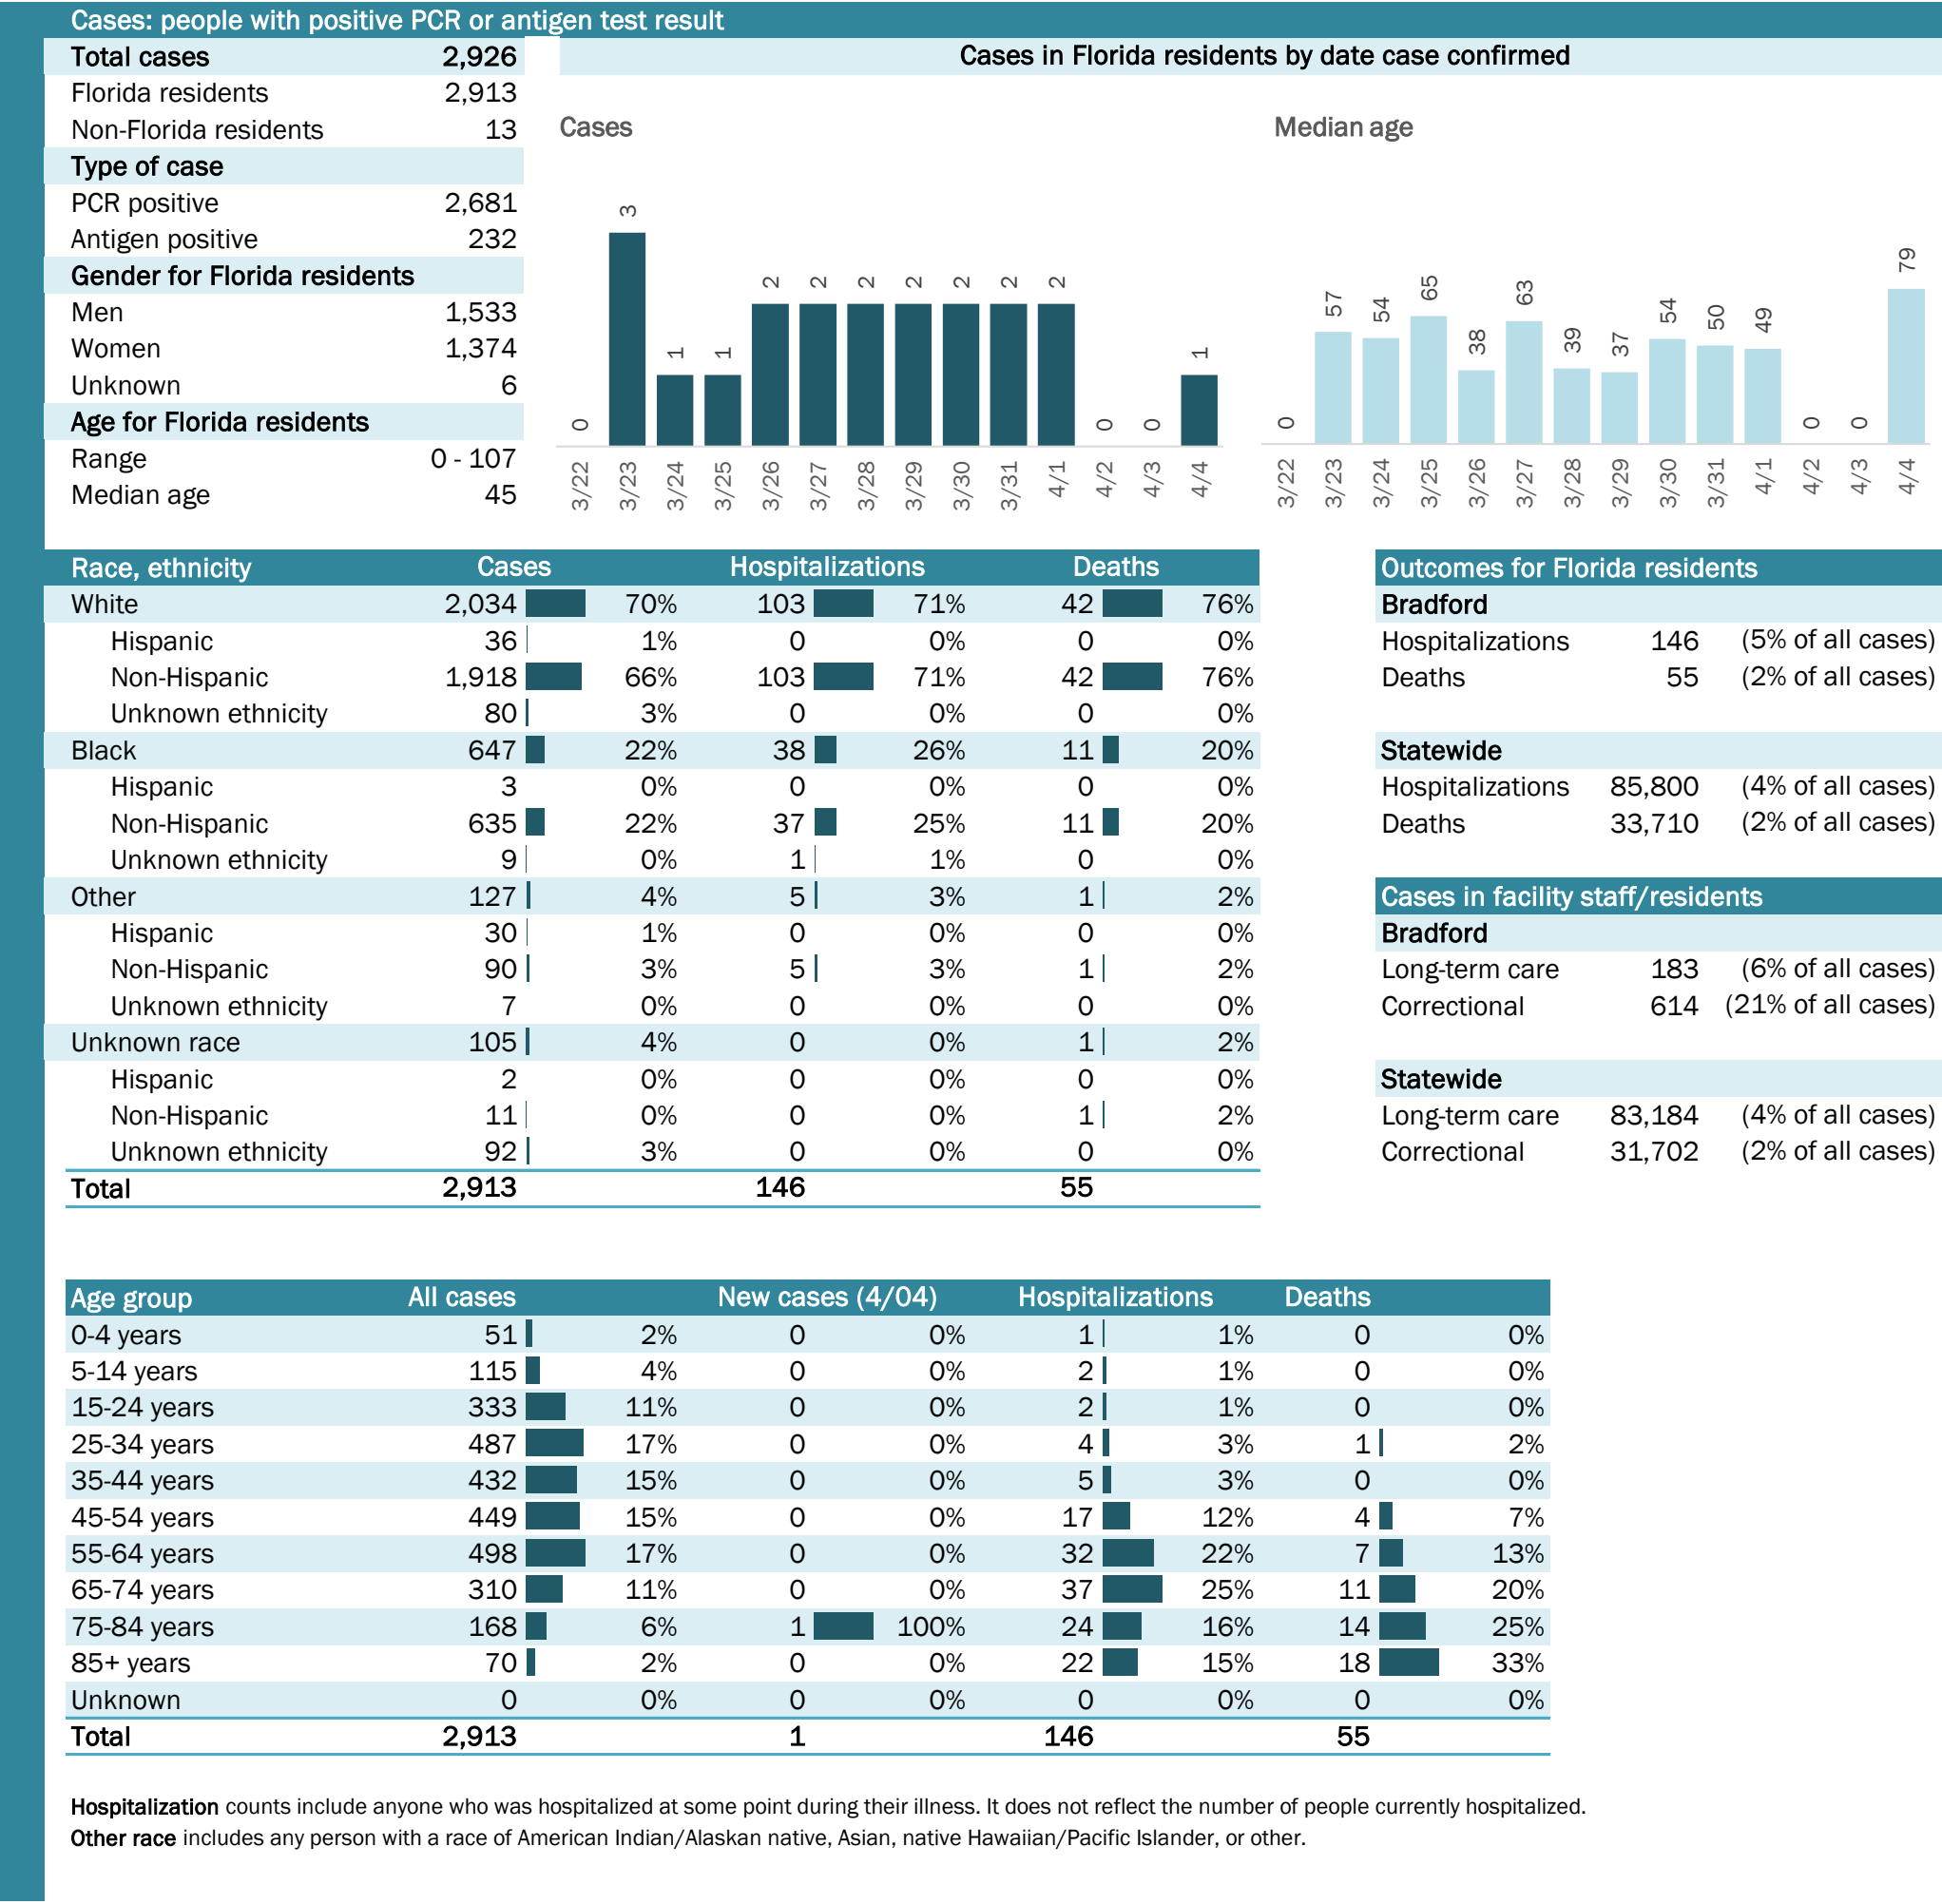 Cases: people with positive PCR or antigen test result
Total cases 2,926
Florida residents 2,913
Non-Florida residents 13
Type of case
PCR positive 2,681
Antigen positive 232
Gender for Florida residents
Men 1,533
Women 1,374
Unknown 6
Age for Florida residents
Range 0 - 107
Median age 45
Cases in Florida residents by date case confirmed
Cases
0 3 1 1 2 2 2 2 2 2 2 0 0 1
3/22 3/23 3/24 3/25 3/26 3/27 3/28 3/29 3/30 3/31 4/1 4/2 4/3 4/4
Median age
0 57 54 65 38 63 39 37 54 50 49 0 0 79
3/22 3/23 3/24 3/25 3/26 3/27 3/28 3/29 3/30 3/31 4/1 4/2 4/3 4/4
Race, ethnicity Cases Hospitalizations Deaths
White 2,034 70% 103 71% 42 76%
Hispanic 36 1% 0 0% 0 0%
Non-Hispanic 1,918 66% 103 71% 42 76%
Unknown ethnicity 80 3% 0 0% 0 0%
Black 647 22% 38 26% 11 20%
Hispanic 3 0% 0 0% 0 0%
Non-Hispanic 635 22% 37 25% 11 20%
Unknown ethnicity 9 0% 1 1% 0 0%
Other 127 4% 5 3% 1 2%
Hispanic 30 1% 0 0% 0 0%
Non-Hispanic 90 3% 5 3% 1 2%
Unknown ethnicity 7 0% 0 0% 0 0%
Unknown race 105 4% 0 0% 1 2%
Hispanic 2 0% 0 0% 0 0%
Non-Hispanic 11 0% 0 0% 1 2%
Unknown ethnicity 92 3% 0 0% 0 0%
Total 2,913 146 55
Outcomes for Florida residents
Bradford
Hospitalizations 146 (5% of all cases)
Deaths 55 (2% of all cases)
Statewide
Hospitalizations 85,800 (4% of all cases)
Deaths 33,710 (2% of all cases)
Cases in facility staff/residents
Bradford
Long-term care 183 (6% of all cases)
Correctional 614 (21% of all cases)
Statewide
Long-term care 83,184 (4% of all cases)
Correctional 31,702 (2% of all cases)
Age group All cases New cases (4/04) Hospitalizations Deaths
0-4 years 51 2% 0 0% 1 1% 0 0%
5-14 years 115 4% 0 0% 2 1% 0 0%
15-24 years 333 11% 0 0% 2 1% 0 0%
25-34 years 487 17% 0 0% 4 3% 1 2%
35-44 years 432 15% 0 0% 5 3% 0 0%
45-54 years 449 15% 0 0% 17 12% 4 7%
55-64 years 498 17% 0 0% 32 22% 7 13%
65-74 years 310 11% 0 0% 37 25% 11 20%
75-84 years 168 6% 1 100% 24 16% 14 25%
85+ years 70 2% 0 0% 22 15% 18 33%
Unknown 0 0% 0 0% 0 0% 0 0%
Total 2,913 1 146 55
Hospitalization counts include anyone who was hospitalized at some point during their illness. It does not reflect the number of people currently hospitalized.
Other race includes any person with a race of American Indian/Alaskan native, Asian, native Hawaiian/Pacific Islander, or other.